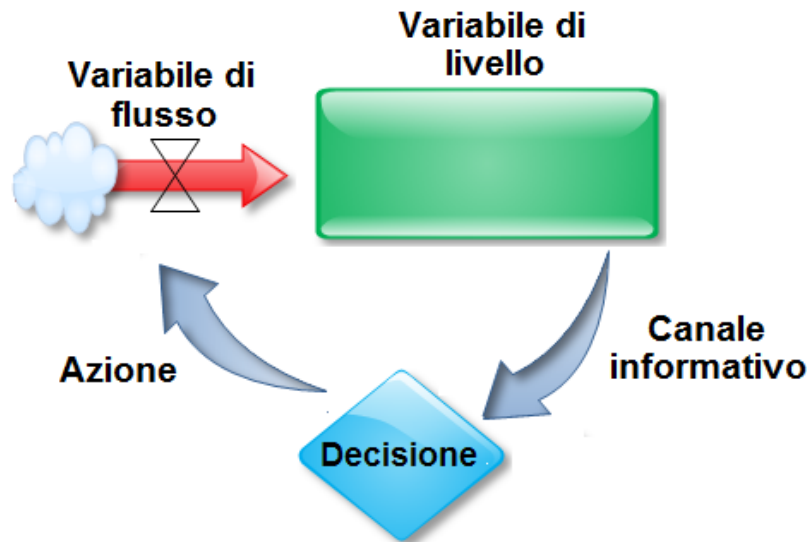 Variabile di
livello
Variabile di
flusso
Canale
informativo
Azione
Decisione